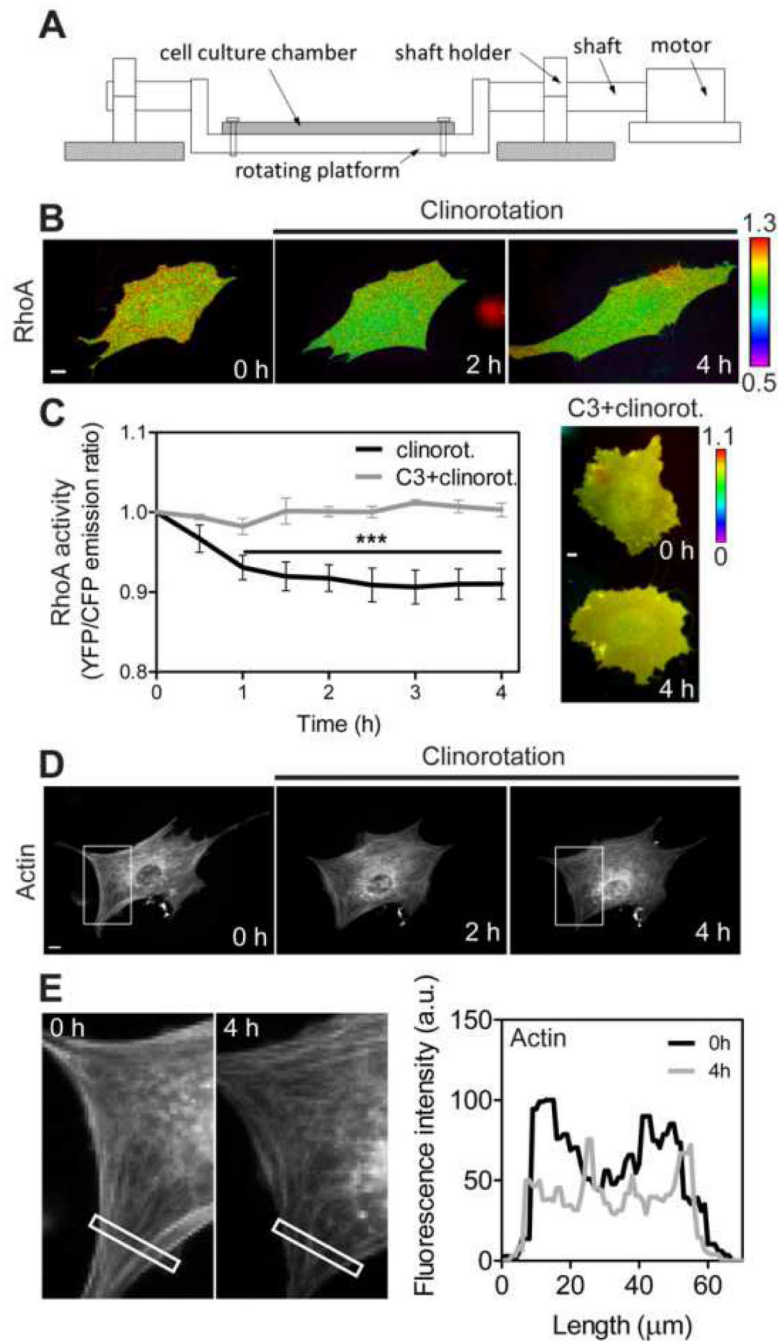 A
cell culture chamber
shaft holder
shaft
motor
rotating platform
B
Clinorotation
RhoA
0 h
2 h
4 h
1.3
0.5
C
RhoA activity
(YFP/CFP emission ratio)
1.1
1.0
0.9
0.8
clinorot.
C3+clinorot.
***
0
1
2
3
4
Time (h)
C3+clinorot.
0 h
4 h
1.1
0
D
Clinorotation
Actin
0 h
2 h
4 h
E
0 h
4 h
Fluorescence intensity (a.u.)
150
100
50
0
Actin
0h
4h
0
20
40
60
Length (μm)